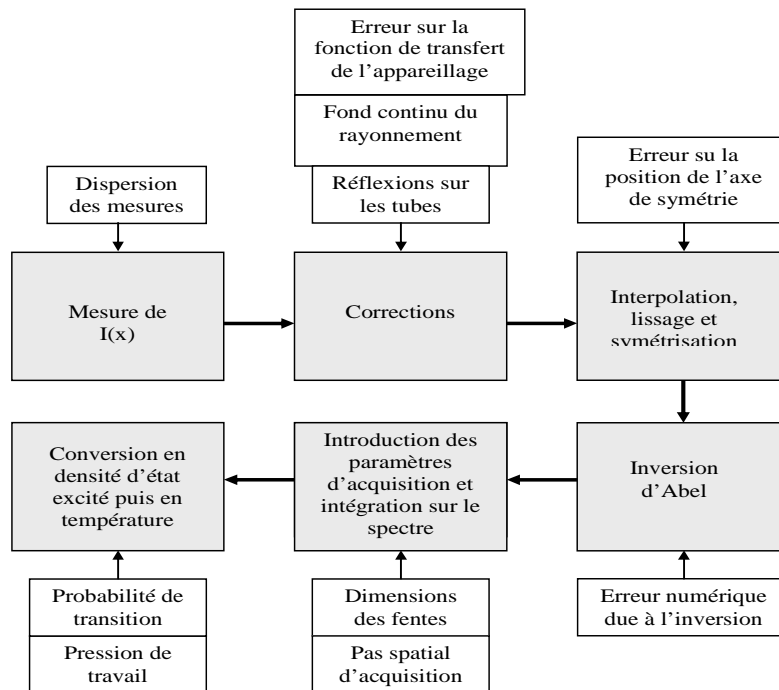 Erreur sur la
fonction de transfert
de l'appareillage
Fond continu du
rayonnement
Réflexions sur
les tubes
Dispersion
des mesures
Erreur su la
position de l'axe
de symétrie
Mesure de
I(x)
Corrections
Interpolation,
lissage et
symétrisation
Conversion en
densité d'état
excité puis en
température
Introduction des
paramètres
d'acquisition et
intégration sur le
spectre
Inversion
d'Abel
Probabilité de
transition
Pression de
travail
Dimensions
des fentes
Pas spatial
d'acquisition
Erreur numérique
due à l'inversion